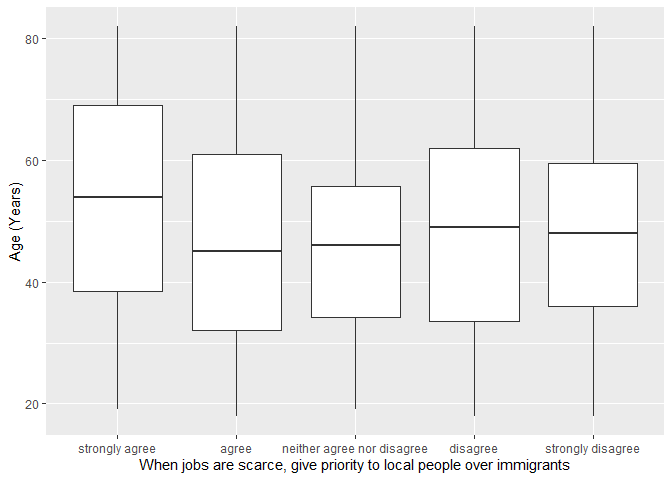 80
60
40
20
Age (Years)
strongly agree
agree
neither agree nor disagree
disagree
strongly disagree
When jobs are scarce, give priority to local people over immigrants